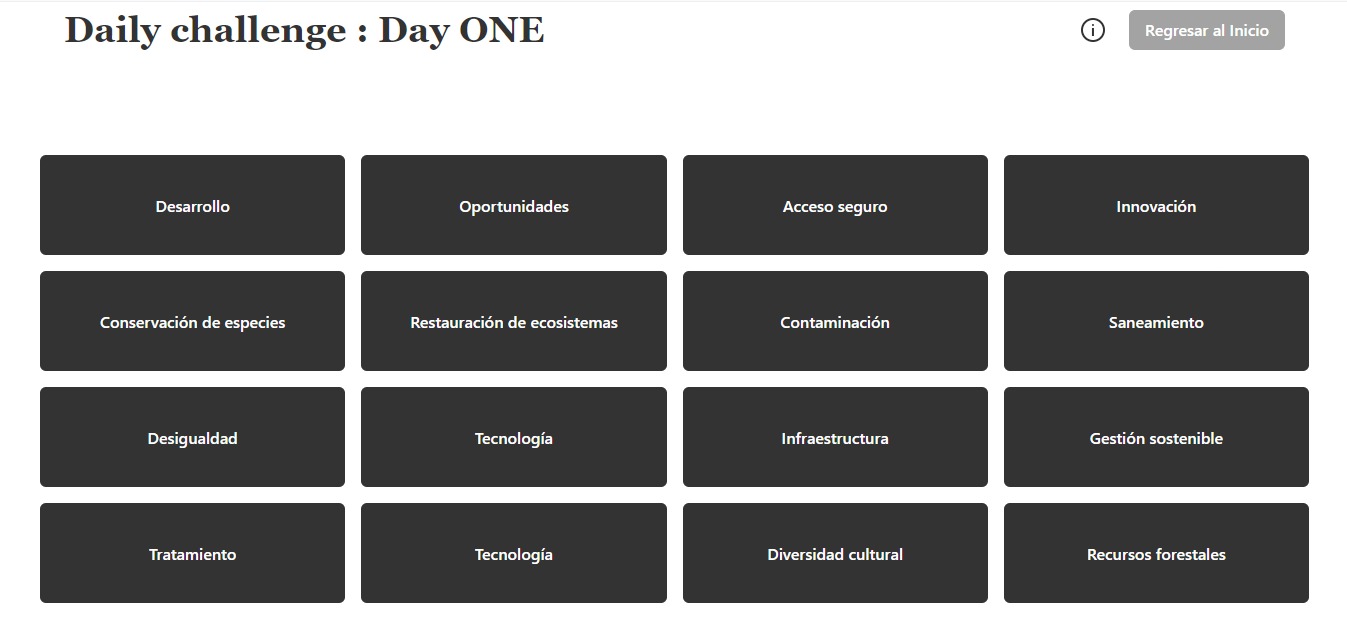 Daily challenge : Day ONE
Regresar al Inicio
Desarrollo
Oportunidades
Acceso seguro
Innovación
Conservación de especies
Restauración de ecosistemas
Contaminación
Saneamiento
Desigualdad
Tecnología
Infraestructura
Gestión sostenible
Tratamiento
Tecnología
Diversidad cultural
Recursos forestales